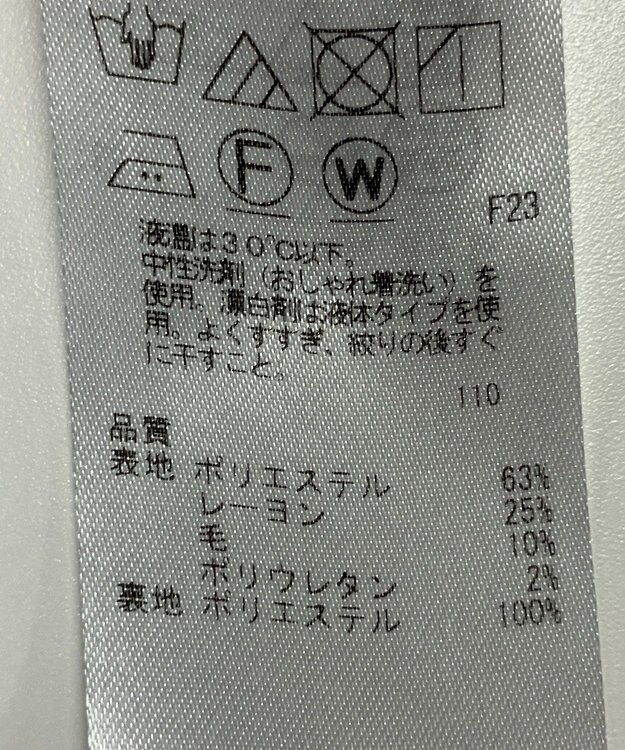 F
W
F23
液温は30℃以下。
中性洗剤（おしゃれ着洗い）を
使用。漂白剤は液体タイプを使
用。よくすすぎ、絞りの後すぐ
に干すこと。
110
品質
表地 ポリエステル 63%
レーヨン 25%
毛 10%
ポリウレタン 2%
裏地 ポリエステル 100%